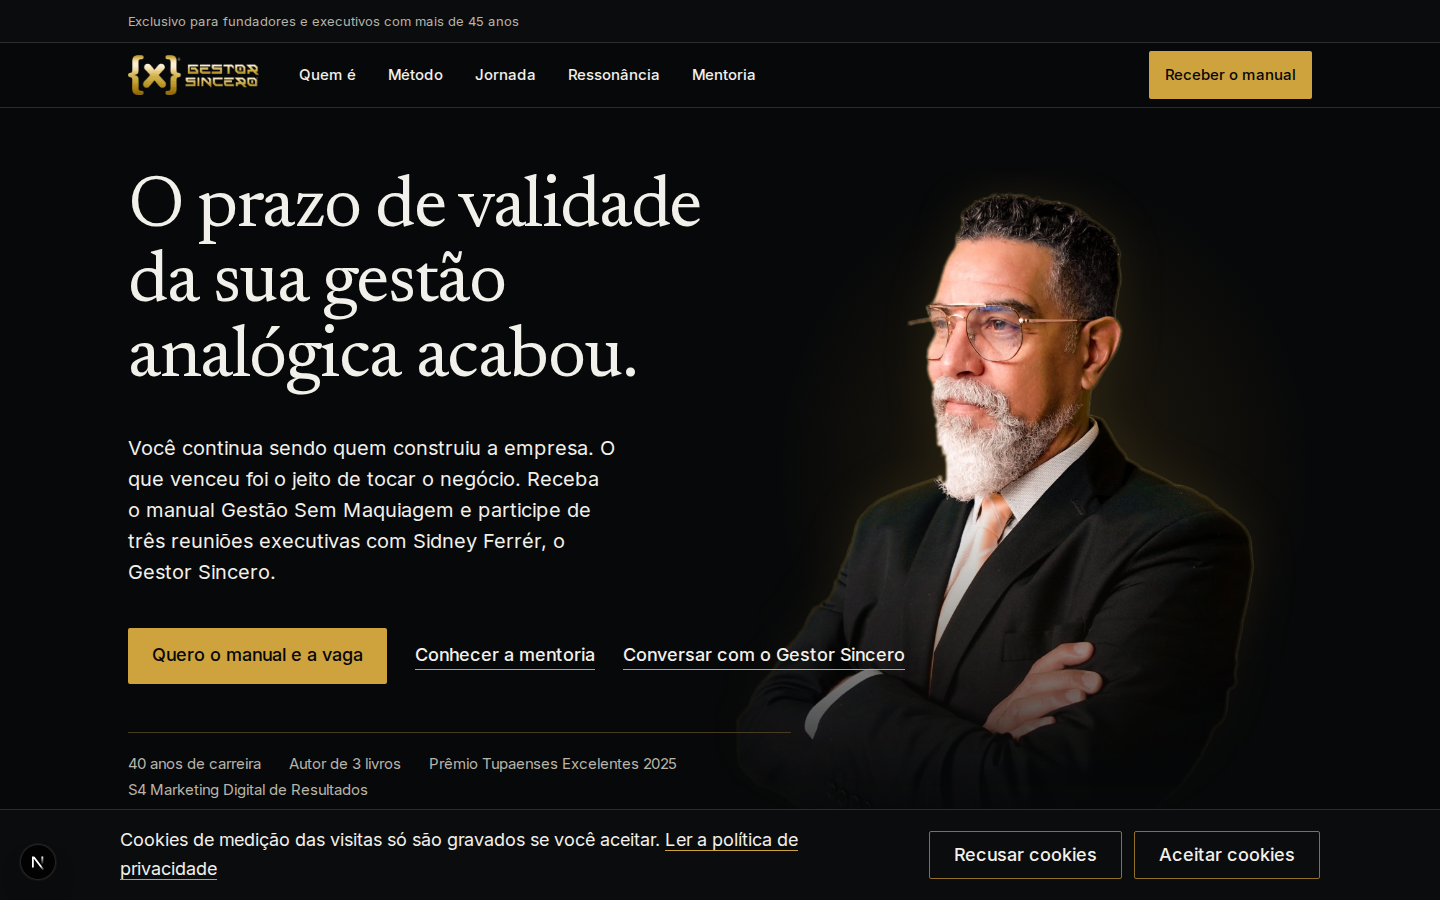 Exclusivo para fundadores e executivos com mais de 45 anos
{X} GESTOR
SINCERO
Quem é
Método
Jornada
Ressonância
Mentoria
Receber o manual
O prazo de validade
da sua gestão
analógica acabou.
Você continua sendo quem construiu a empresa. O
que venceu foi o jeito de tocar o negócio. Receba
o manual Gestão Sem Maquiagem e participe de
três reuniões executivas com Sidney Ferrér, o
Gestor Sincero.
Quero o manual e a vaga
Conhecer a mentoria
Conversar com o Gestor Sincero
40 anos de carreira
Autor de 3 livros
Prêmio Tupaenses Excelentes 2025
S4 Marketing Digital de Resultados
Cookies de medição das visitas só são gravados se você aceitar. Ler a política de
privacidade
Recusar cookies
Aceitar cookies
N